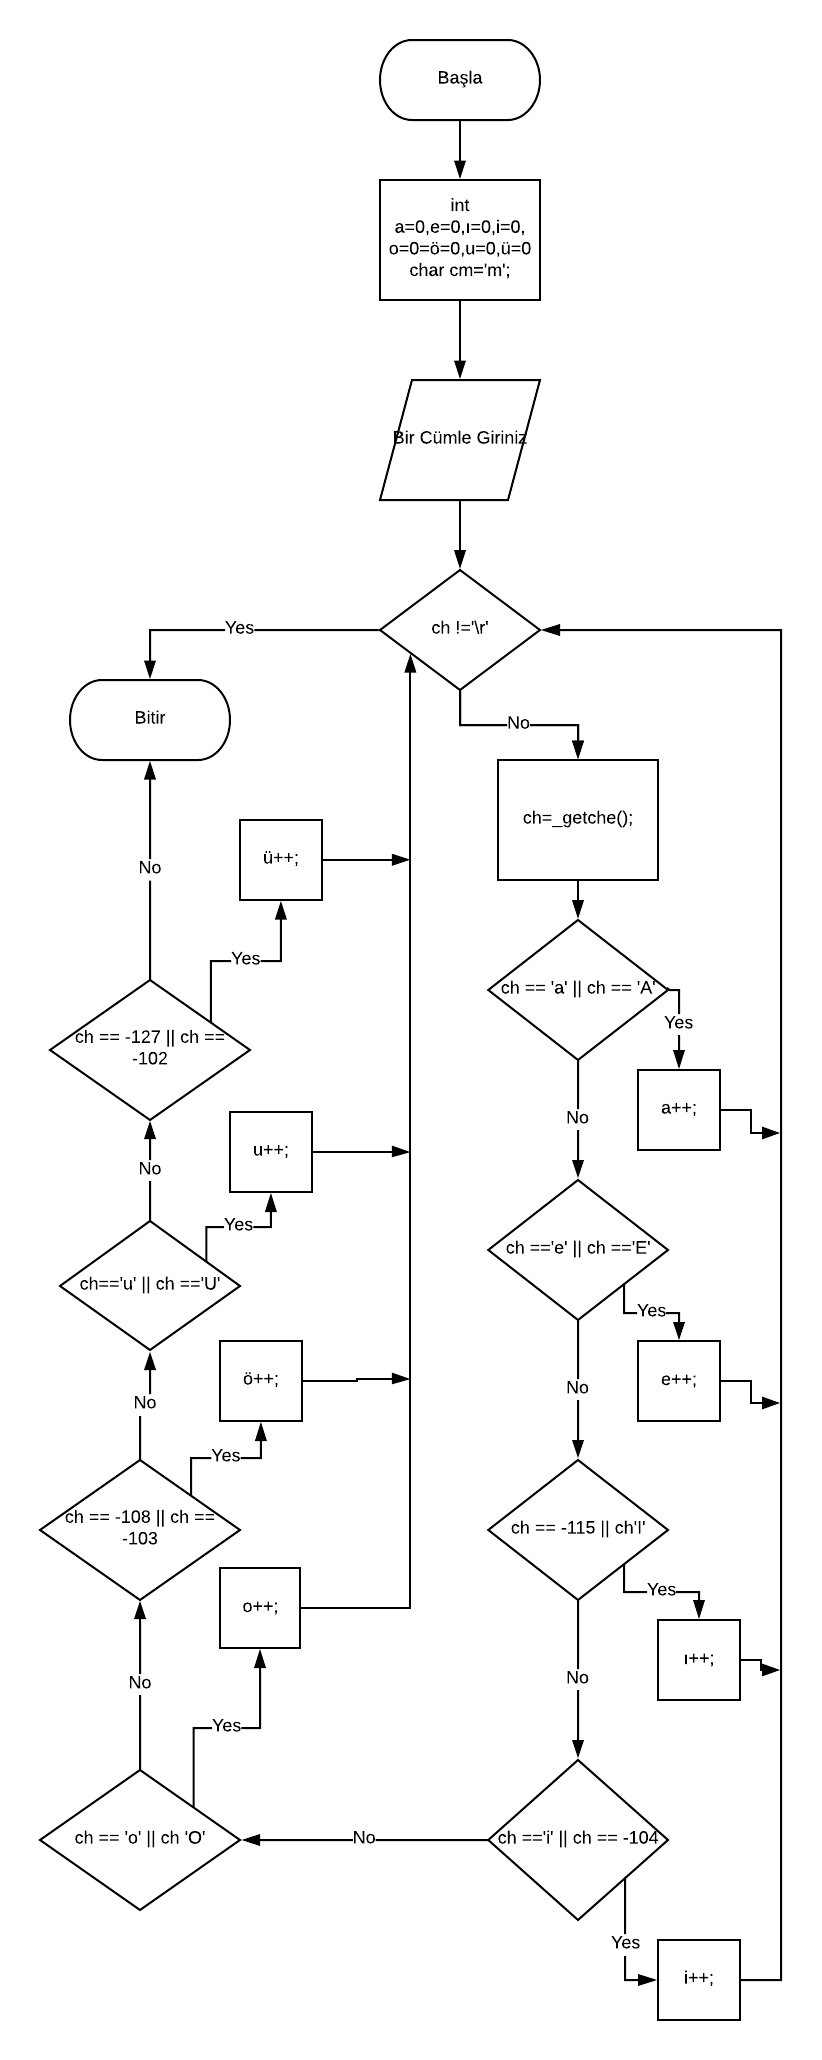 Başla
int
a=0,e=0,ı=0,i=0,
o=0=ö=0,u=0,ü=0
char cm='m';
Bir Cümle Giriniz
ch !='\r'
Yes
Bitir
No
ch=_getche();
ch == 'a' || ch == 'A'
Yes
a++;
No
ch =='e' || ch =='E'
Yes
e++;
No
ch == -115 || ch'I'
Yes
ı++;
No
ch =='i' || ch == -104
Yes
i++;
No
ch == 'o' || ch 'O'
Yes
o++;
No
ch == -108 || ch ==
-103
Yes
ö++;
No
ch=='u' || ch =='U'
Yes
u++;
No
ch == -127 || ch ==
-102
Yes
ü++;
No